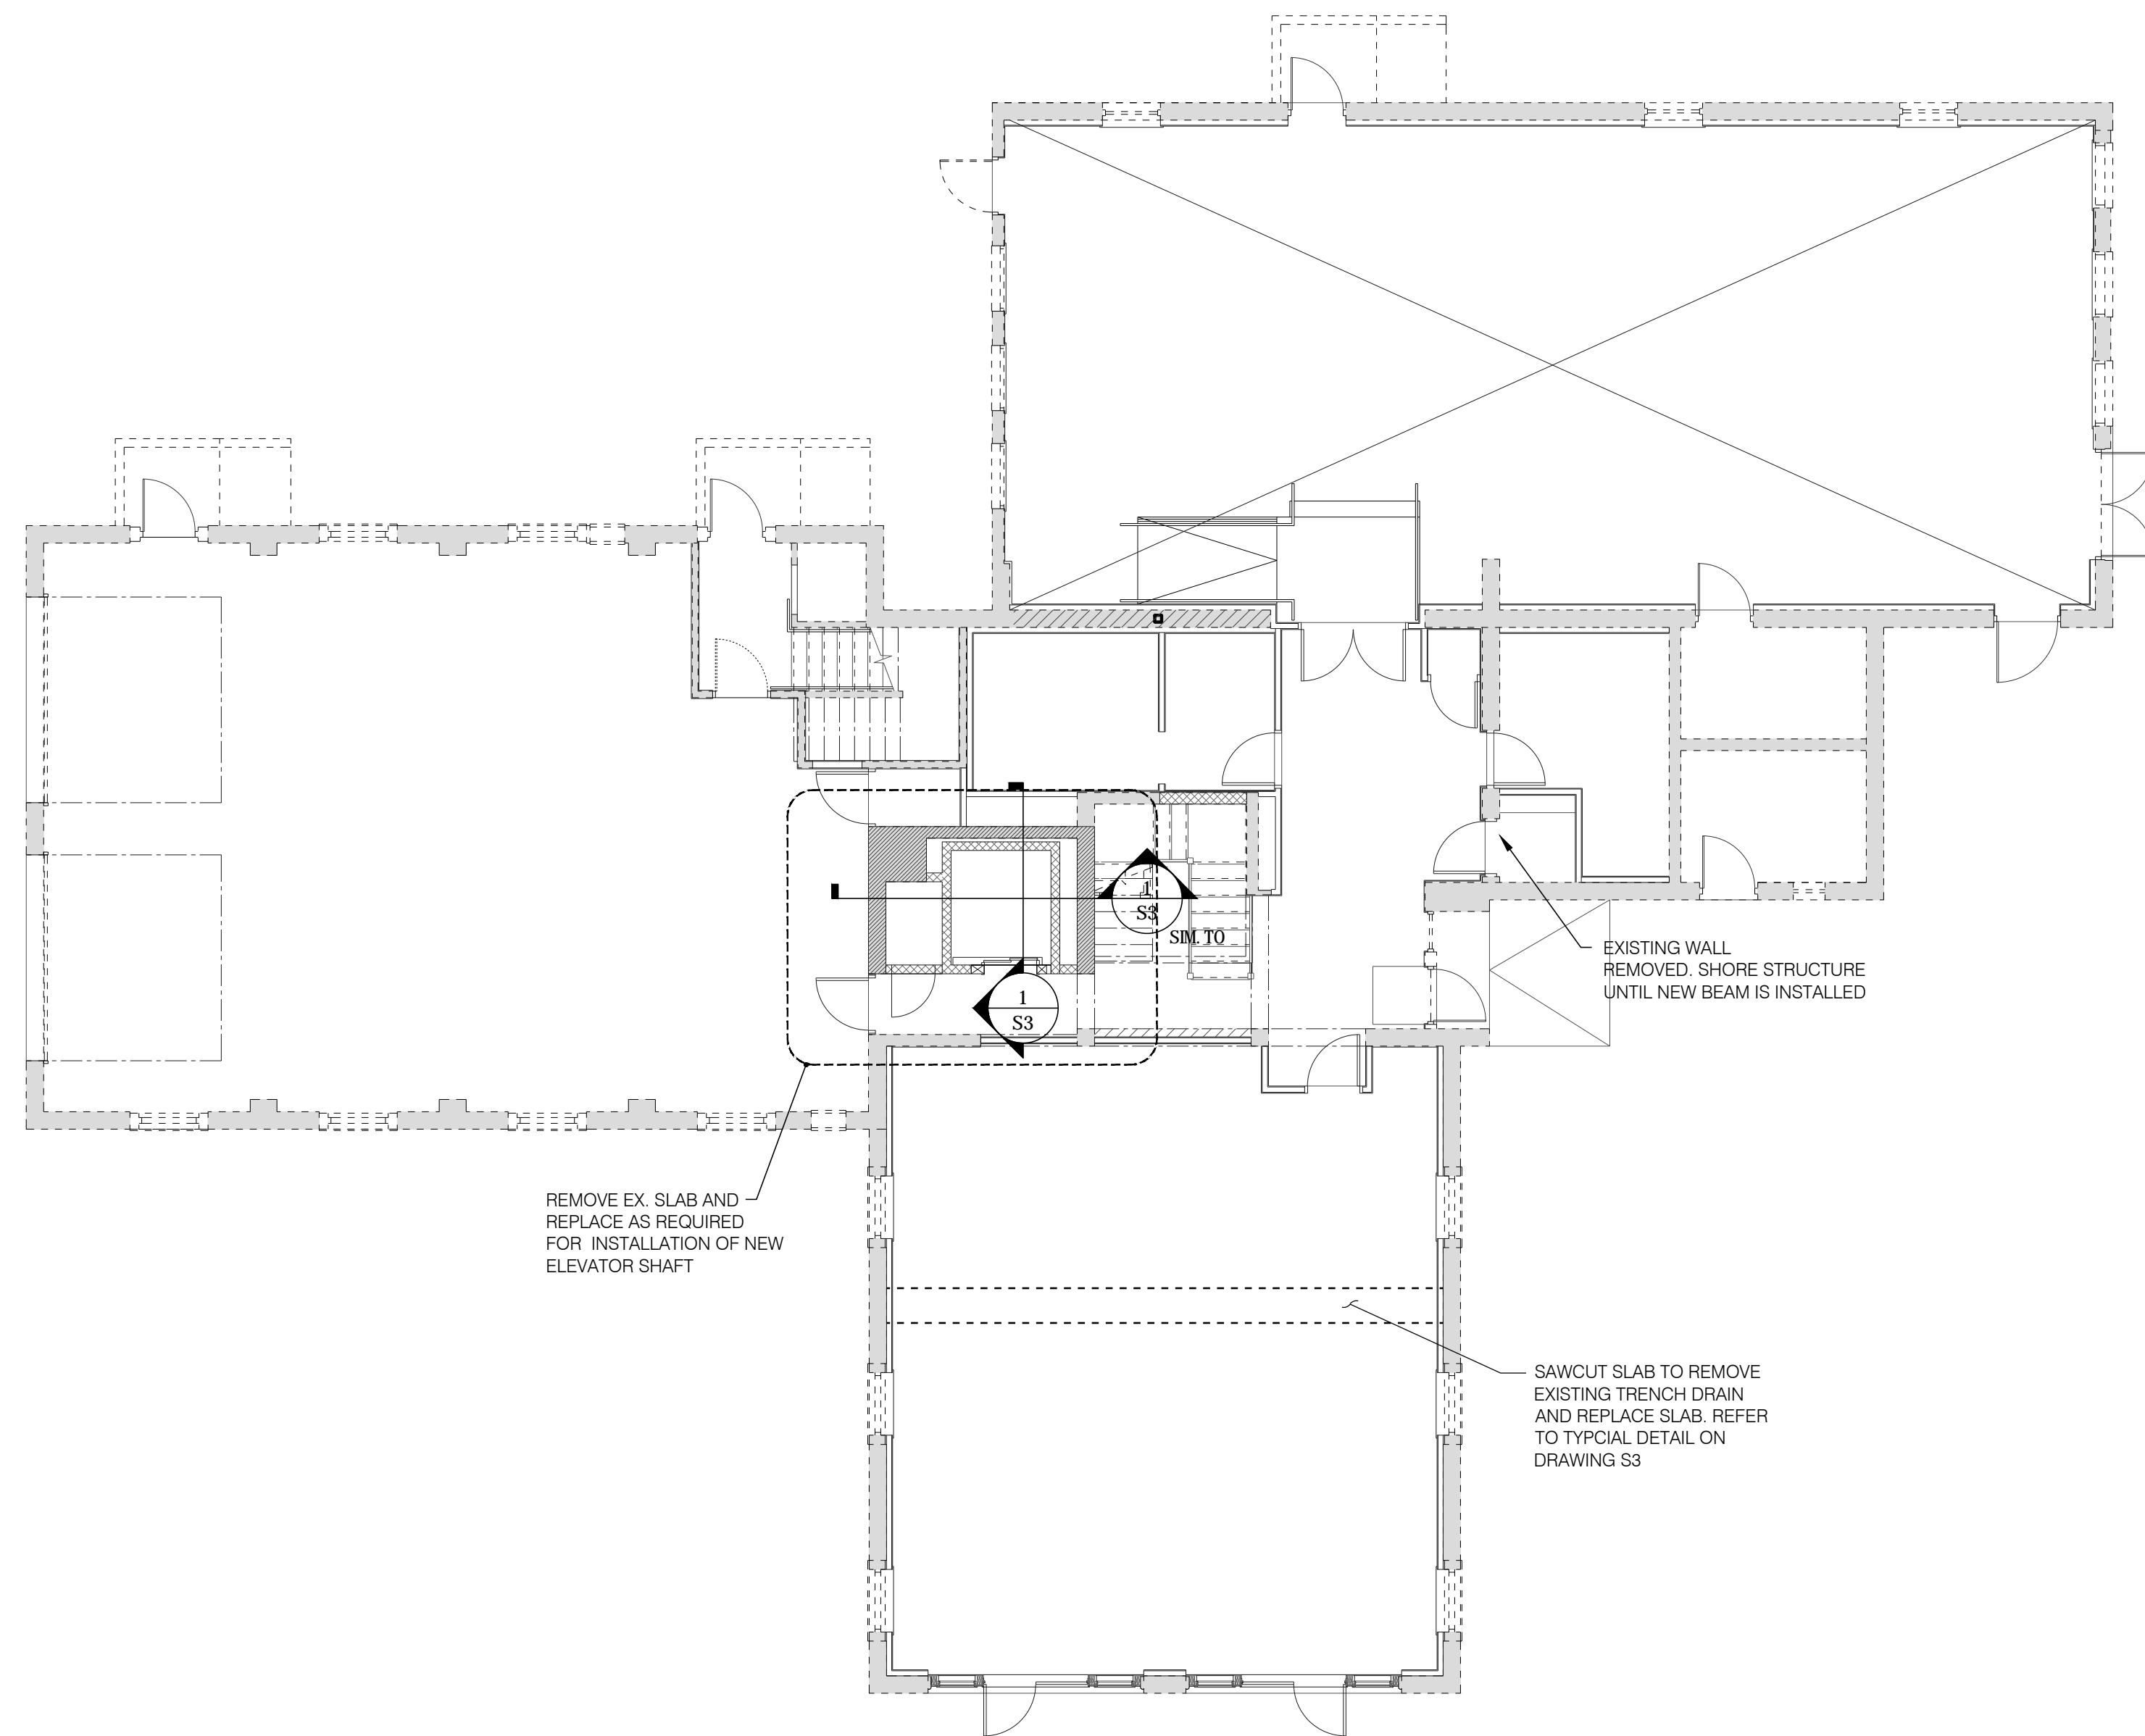 1
S3
SIM. TO
EXISTING WALL
REMOVED. SHORE STRUCTURE
UNTIL NEW BEAM IS INSTALLED
1
S3
REMOVE EX. SLAB AND
REPLACE AS REQUIRED
FOR INSTALLATION OF NEW
ELEVATOR SHAFT
SAWCUT SLAB TO REMOVE
EXISTING TRENCH DRAIN
AND REPLACE SLAB. REFER
TO TYPCIAL DETAIL ON
DRAWING S3